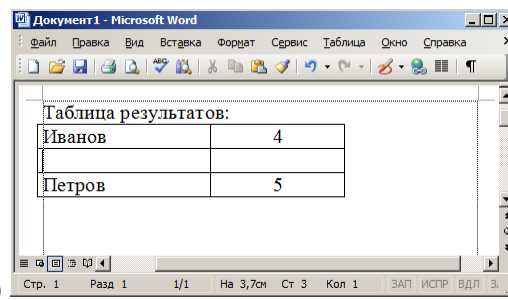 Документ1 - Microsoft Word
Файл Правка Вид Вставка Формат Сервис Таблица Окно Справка
Таблица результатов:
Иванов 4
Петров 5
Стр. 1 Разд 1 1/1 На 3,7см Ст 3 Кол 1 ЗАП ИСПР ВДЛ